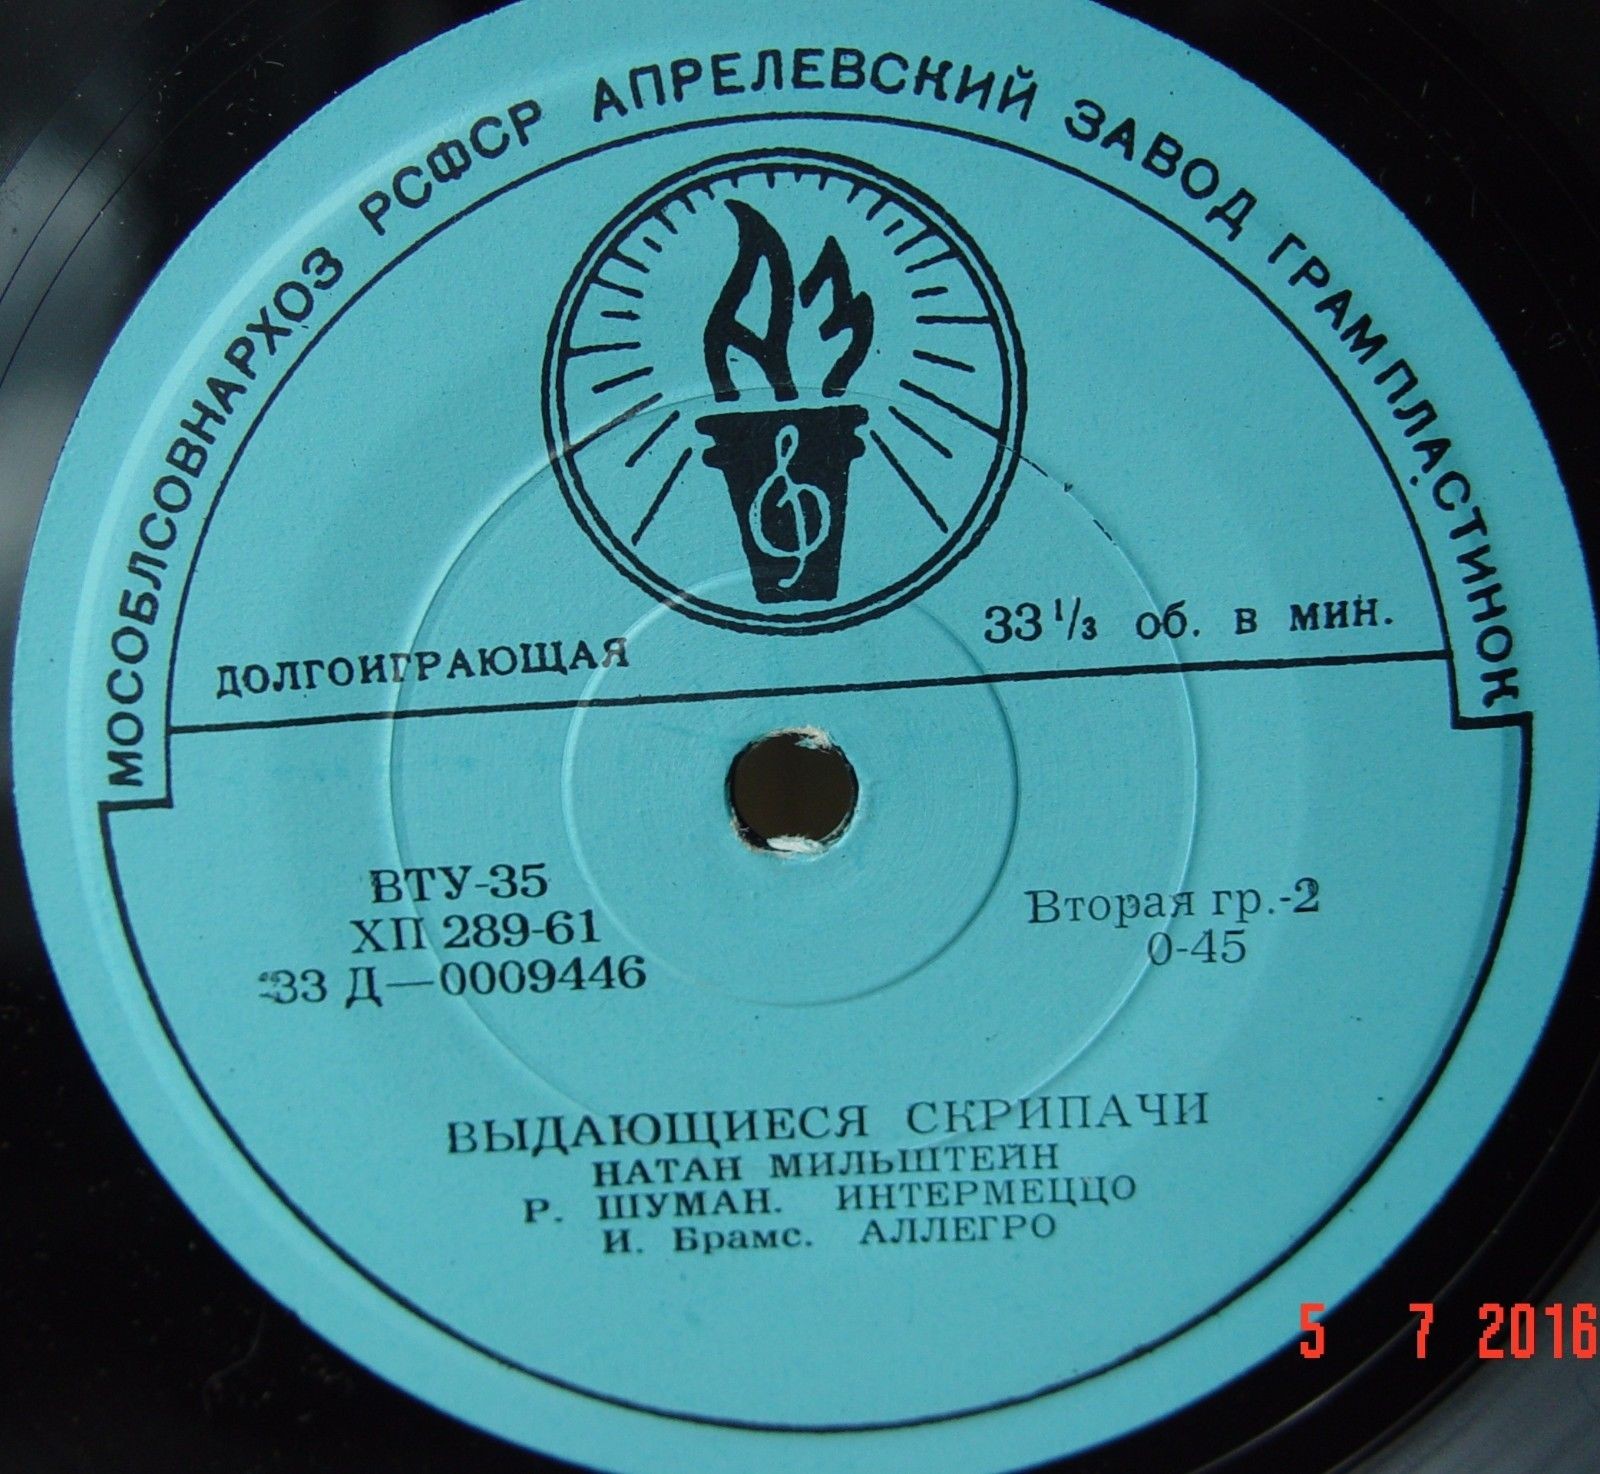 МОСОБЛСОВНАРХОЗ РСФСР АПРЕЛЕВСКИЙ ЗАВОД ГРАМПЛАСТИНОК
АЗ
ДОЛГОИГРАЮЩАЯ
33 1/3 об. в мин.
ВТУ-35
ХП 289-61
33 Д—0009446
Вторая гр.-2
0-45
ВЫДАЮЩИЕСЯ СКРИПАЧИ
НАТАН МИЛЬШТЕЙН
Р. ШУМАН. ИНТЕРМЕЦЦО
И. Брамс. АЛЛЕГРО
5 7 2016